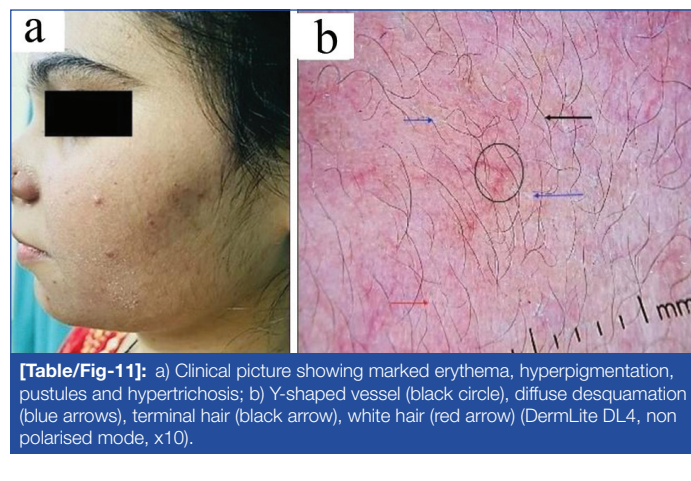 a
b
mm
[Table/Fig-11]: a) Clinical picture showing marked erythema, hyperpigmentation,
pustules and hypertrichosis; b) Y-shaped vessel (black circle), diffuse desquamation
(blue arrows), terminal hair (black arrow), white hair (red arrow) (DermLite DL4, non
polarised mode, x10).